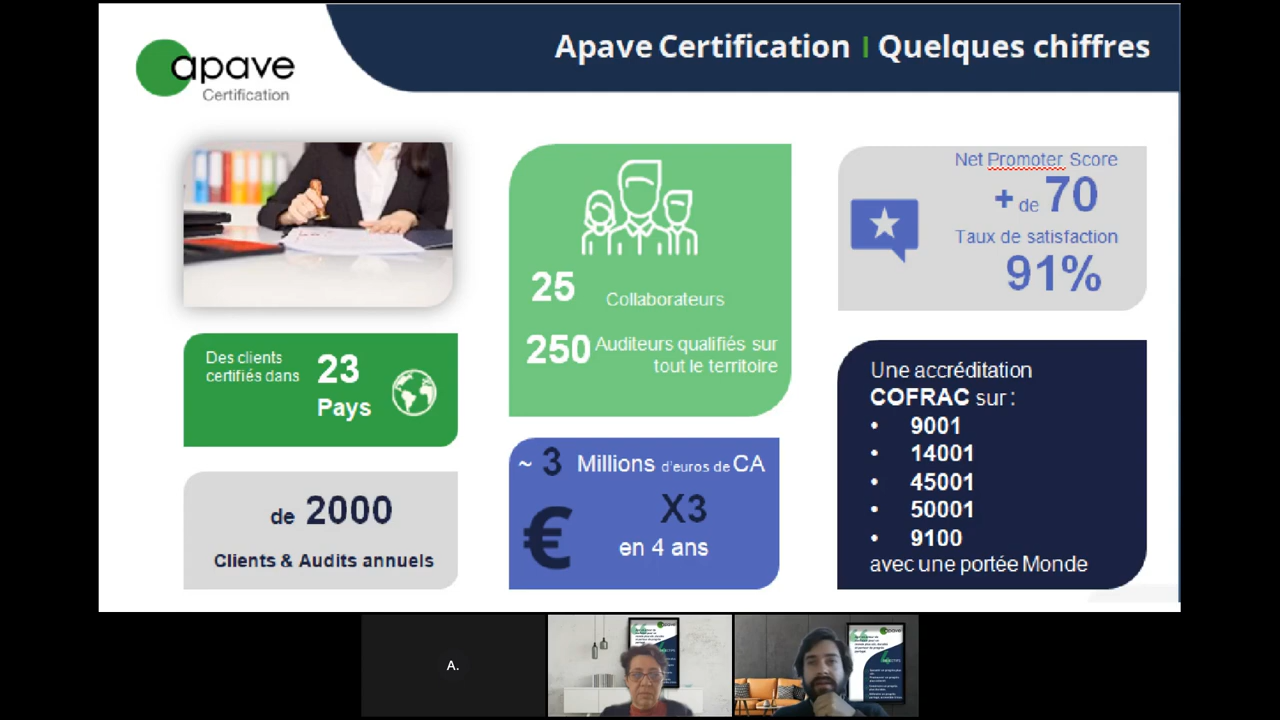 apave
Certification
Apave Certification I Quelques chiffres
Des clients
certifiés dans
23
Pays
de 2000
Clients & Audits annuels
25 Collaborateurs
250 Auditeurs qualifiés sur
tout le territoire
~ 3 Millions d'euros de CA
€ X3
en 4 ans
Net Promoter Score
+ de 70
Taux de satisfaction
91%
Une accréditation
COFRAC sur :
• 9001
• 14001
• 45001
• 50001
• 9100
avec une portée Monde
A.
apave